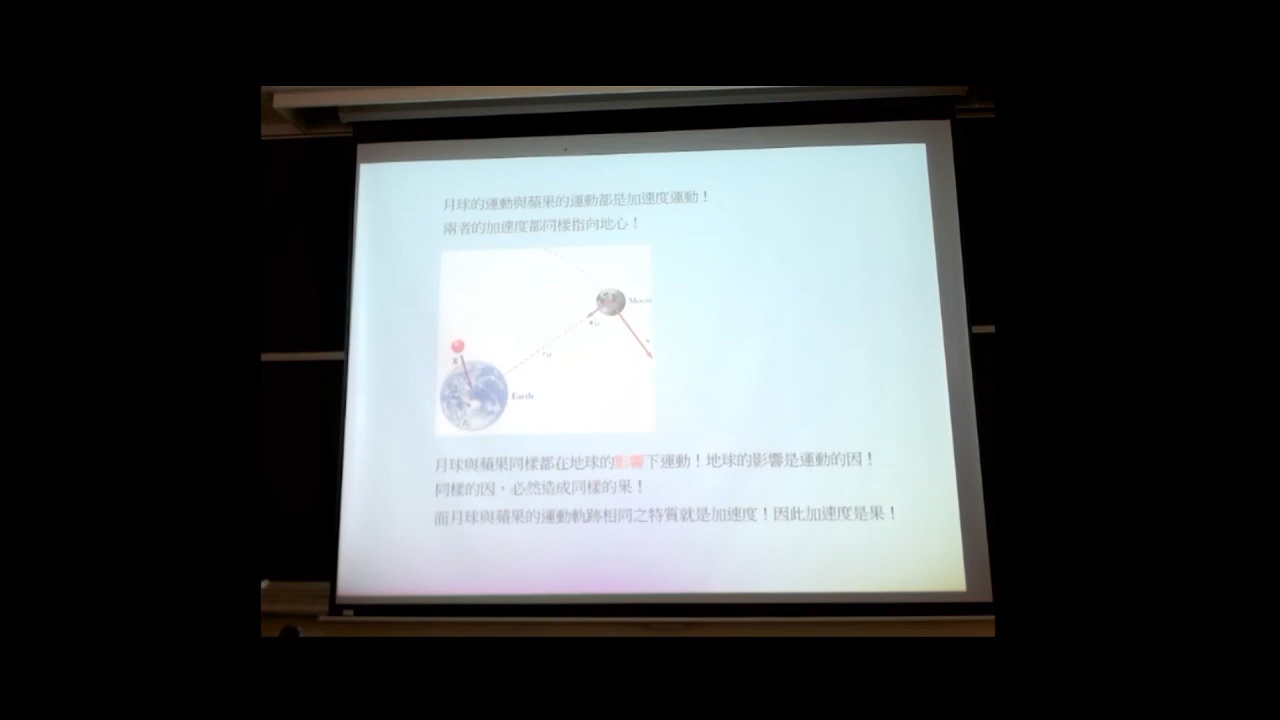 月球的運動與蘋果的運動都是加速度運動！
兩者的加速度都同樣指向地心！
Moon
g
Earth
月球與蘋果同樣都在地球的影響下運動！地球的影響是運動的因！
同樣的因、必然造成同樣的果！
而月球與蘋果的運動軌跡相同之特質就是加速度！因此加速度是果！